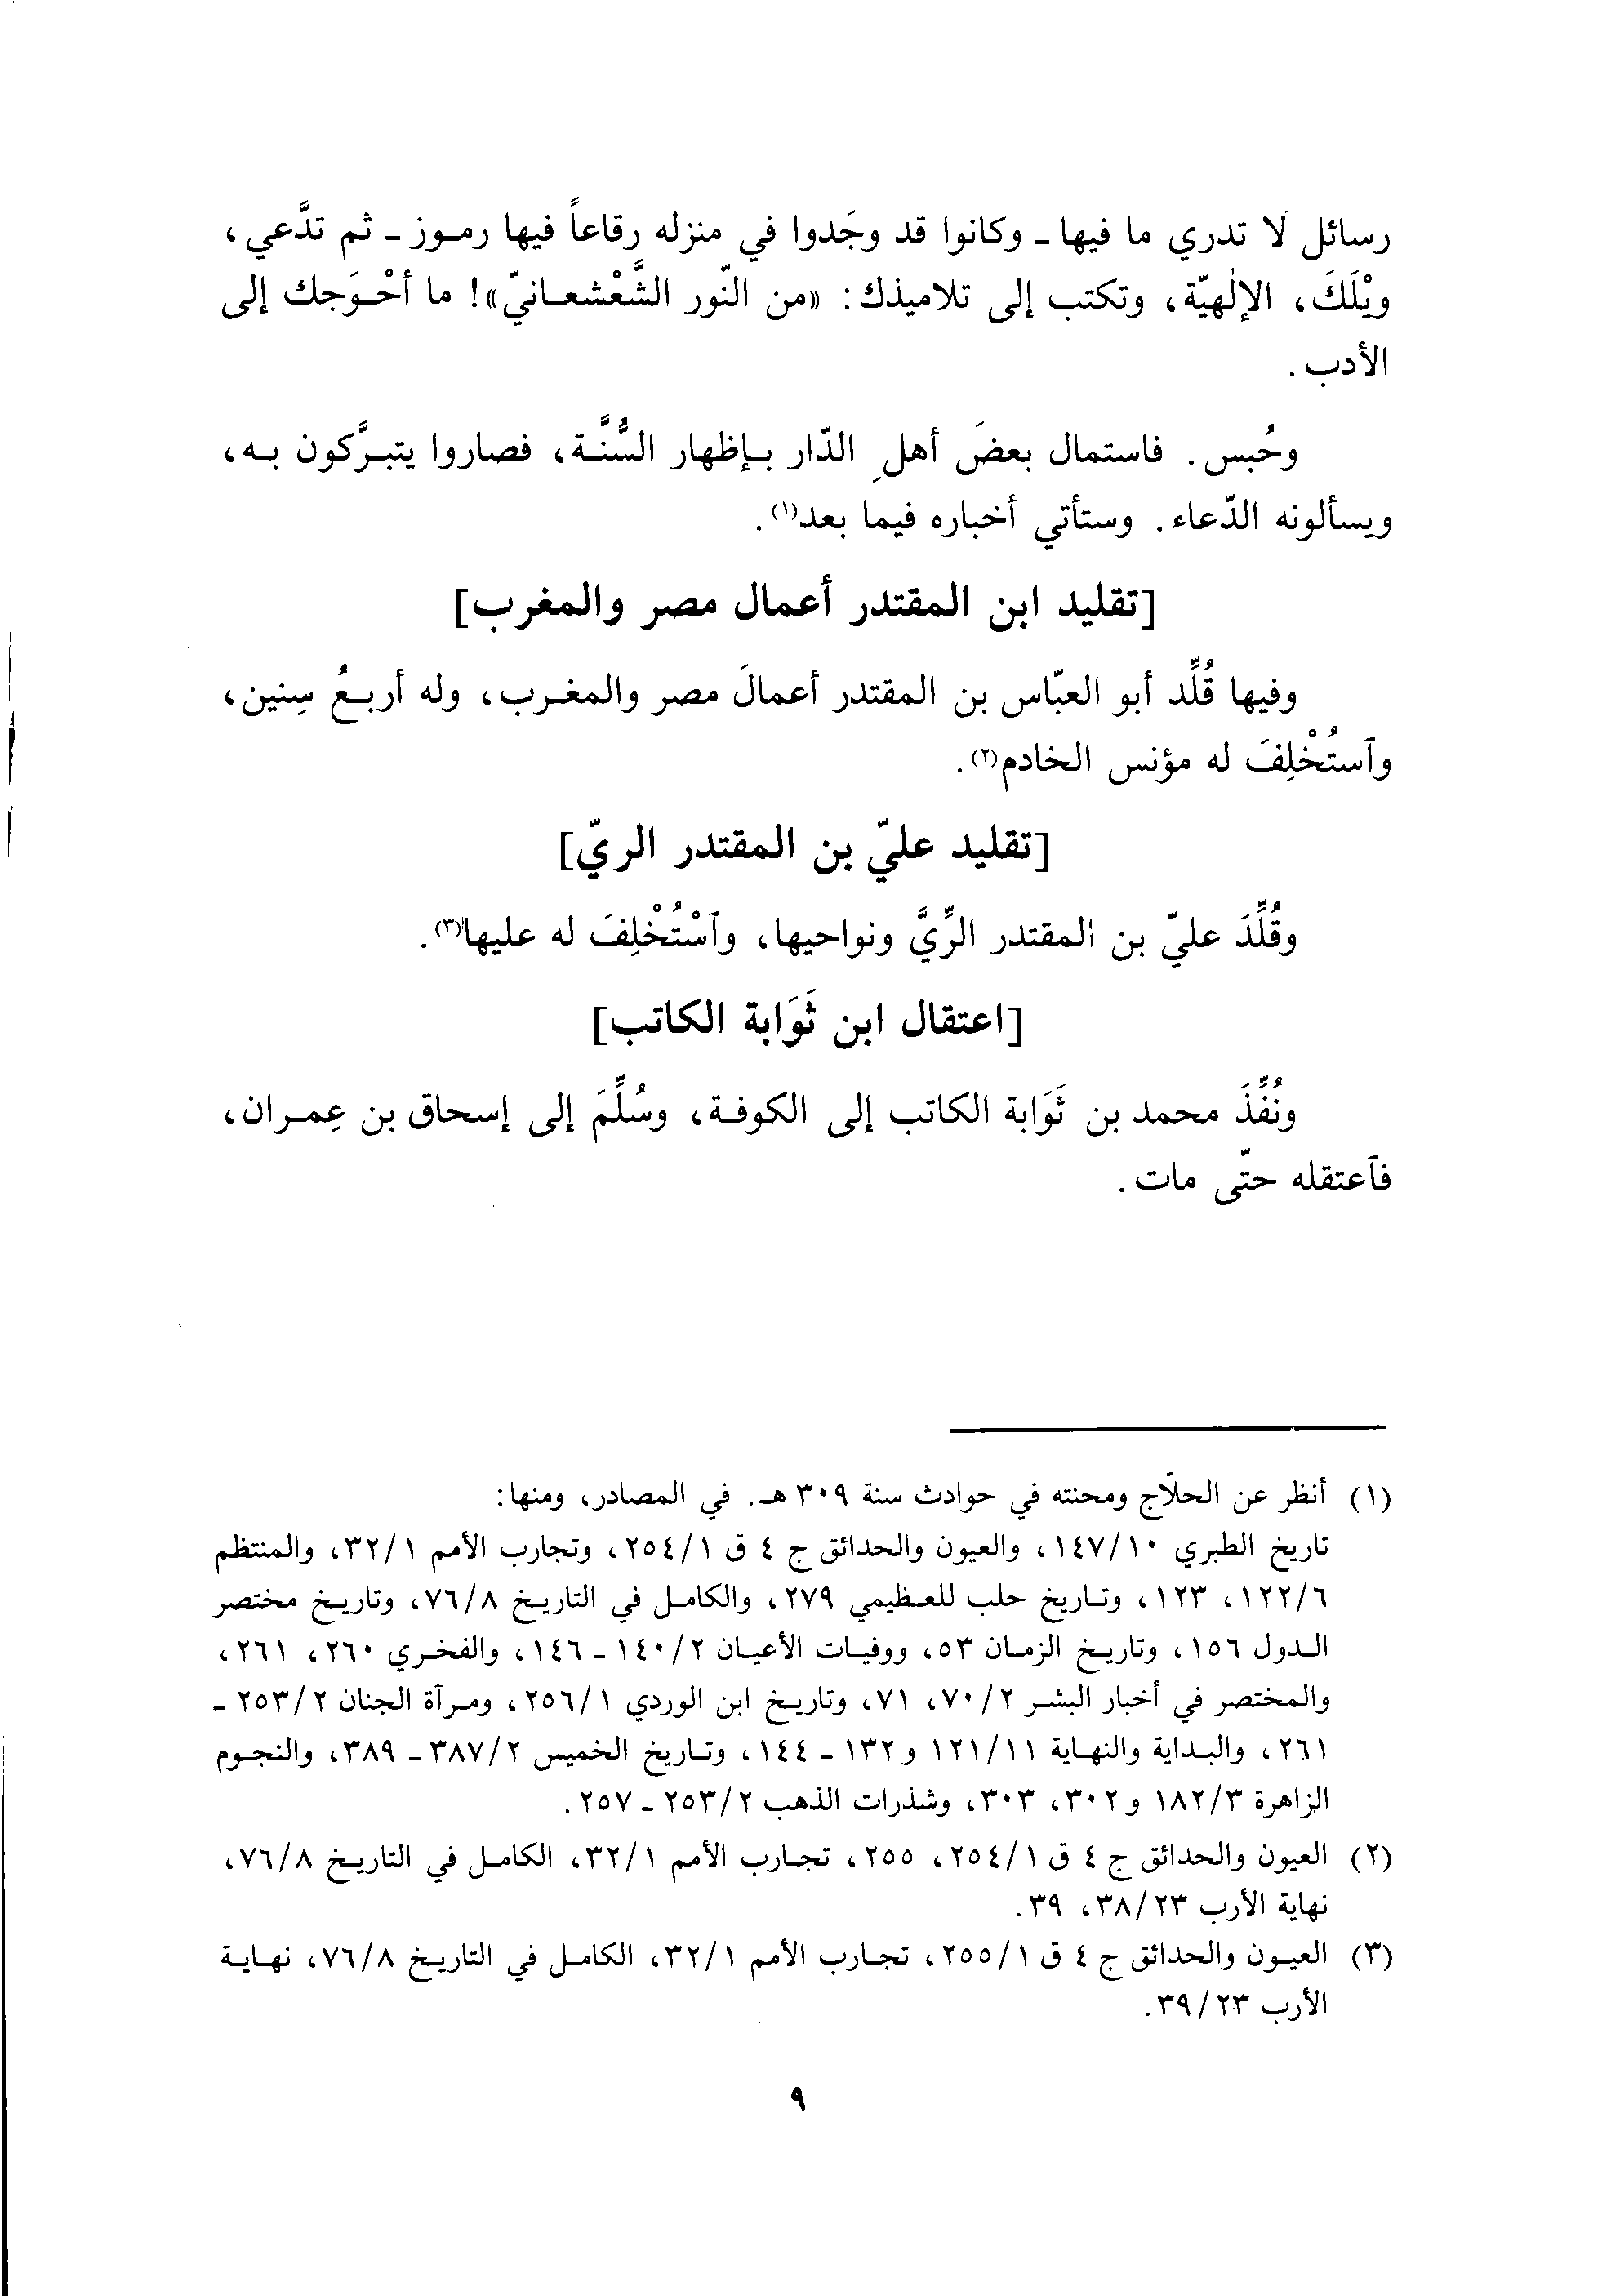 رسائل لا تدري ما فيها ـ وكانوا قد وجَدوا في منزله رقاعاً فيها رموز ـ ثم تدَّعي،
ويْلَكَ، الإلٰهيّة، وتكتب إلى تلاميذك: «من النّور الشَّعْشعانيّ»! ما أحْوَجك إلى
الأدب.
وحُبس. فاستمال بعضَ أهلِ الدّار بإظهار السُّنَّة، فصاروا يتبرَّكون به،
ويسألونه الدّعاء. وستأتي أخباره فيما بعد(١).
[تقليد ابن المقتدر أعمال مصر والمغرب]
وفيها قُلِّد أبو العبّاس بن المقتدر أعمالَ مصر والمغرب، وله أربعُ سِنين،
وٱستُخْلِفَ له مؤنس الخادم(٢).
[تقليد عليّ بن المقتدر الريّ]
وقُلِّدَ عليّ بن المقتدر الرِّيَّ ونواحيها، وٱسْتُخْلِفَ له عليها(٣).
[اعتقال ابن ثَوَابة الكاتب]
ونُفِّذَ محمد بن ثَوَابة الكاتب إلى الكوفة، وسُلِّمَ إلى إسحاق بن عِمران،
فٱعتقله حتّى مات.
(١) أنظر عن الحلّاج ومحنته في حوادث سنة ٣٠٩ هـ. في المصادر، ومنها:
تاريخ الطبري ١٤٧/١٠، والعيون والحدائق ج ٤ ق ٢٥٤/١، وتجارب الأمم ٣٢/١، والمنتظم
١٢٢/٦، ١٢٣، وتاريخ حلب للعظيمي ٢٧٩، والكامل في التاريخ ٧٦/٨، وتاريخ مختصر
الدول ١٥٦، وتاريخ الزمان ٥٣، ووفيات الأعيان ١٤٠/٢ ـ ١٤٦، والفخري ٢٦٠، ٢٦١،
والمختصر في أخبار البشر ٧٠/٢، ٧١، وتاريخ ابن الوردي ٢٥٦/١، ومرآة الجنان ٢٥٣/٢ ـ
٢٦١، والبداية والنهاية ١٢١/١١ و١٣٢ ـ ١٤٤، وتاريخ الخميس ٣٨٧/٢ ـ ٣٨٩، والنجوم
الزاهرة ١٨٢/٣ و٣٠٢، ٣٠٣، وشذرات الذهب ٢٥٣/٢ ـ ٢٥٧.
(٢) العيون والحدائق ج ٤ ق ٢٥٤/١، ٢٥٥، تجارب الأمم ٣٢/١، الكامل في التاريخ ٧٦/٨،
نهاية الأرب ٣٨/٢٣، ٣٩.
(٣) العيون والحدائق ج ٤ ق ٢٥٥/١، تجارب الأمم ٣٢/١، الكامل في التاريخ ٧٦/٨، نهاية
الأرب ٣٩/٢٣.
٩